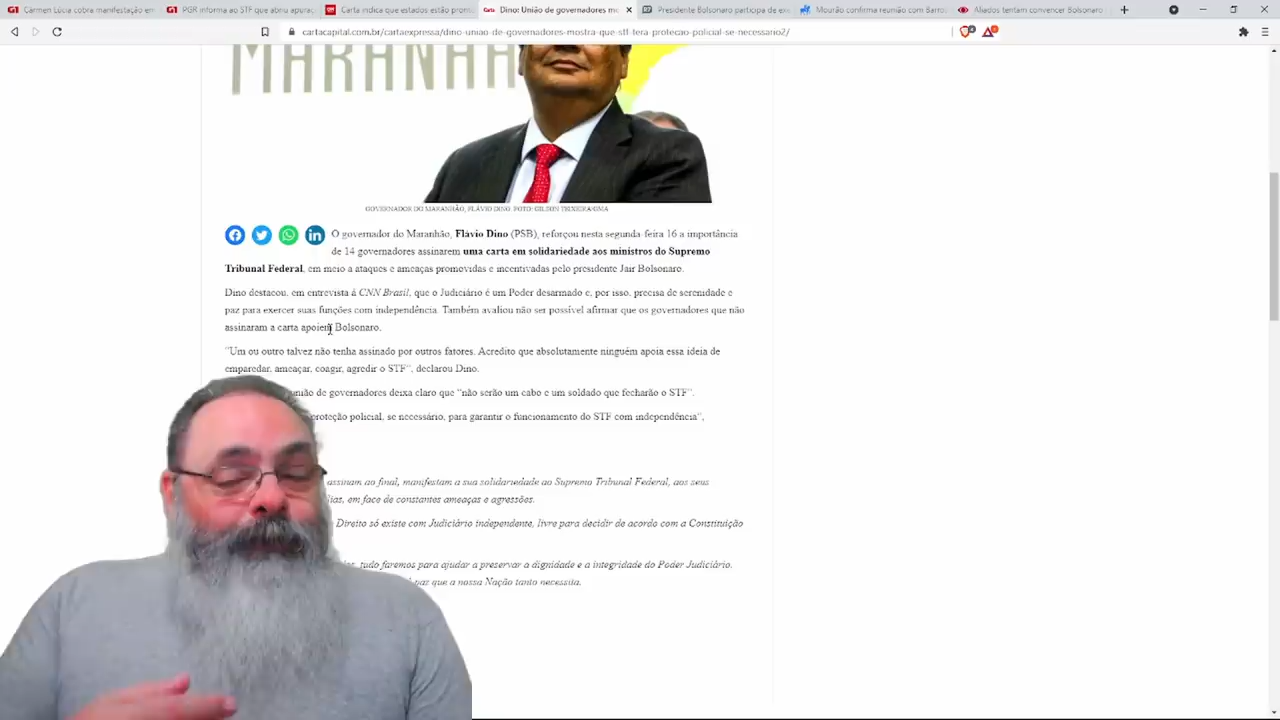 Cármen Lúcia cobra manifestação em
PGR informa ao STF que abriu apuraç
Carta indica que estados estão pront
Dino: União de governadores mo
Presidente Bolsonaro participa de ex
Mourão confirma reunião com Barro
Aliados tentam convencer Bolsonaro
cartacapital.com.br/cartaexpressa/dino-uniao-de-governadores-mostra-que-stf-tera-protecao-policial-se-necessario2/
MARANHÃ
GOVERNADOR DO MARANHÃO, FLÁVIO DINO. FOTO: GILSON TEIXEIRA/SMA
O governador do Maranhão, Flávio Dino (PSB), reforçou nesta segunda-feira 16 a importância
de 14 governadores assinarem uma carta em solidariedade aos ministros do Supremo
Tribunal Federal, em meio a ataques e ameaças promovidas e incentivadas pelo presidente Jair Bolsonaro.
Dino destacou, em entrevista à CNN Brasil, que o Judiciário é um Poder desarmado e, por isso, precisa de serenidade e
paz para exercer suas funções com independência. Também avaliou não ser possível afirmar que os governadores que não
assinaram a carta apoiem Bolsonaro.
"Um ou outro talvez não tenha assinado por outros fatores. Acredito que absolutamente ninguém apoia essa ideia de
emparedar, ameaçar, coagir, agredir o STF", declarou Dino.
união de governadores deixa claro que "não serão um cabo e um soldado que fecharão o STF".
proteção policial, se necessário, para garantir o funcionamento do STF com independência",
assinam ao final, manifestam a sua solidariedade ao Supremo Tribunal Federal, aos seus
ílias, em face de constantes ameaças e agressões.
Direito só existe com Judiciário independente, livre para decidir de acordo com a Constituição
tudo faremos para ajudar a preservar a dignidade e a integridade do Poder Judiciário.
paz que a nossa Nação tanto necessita.